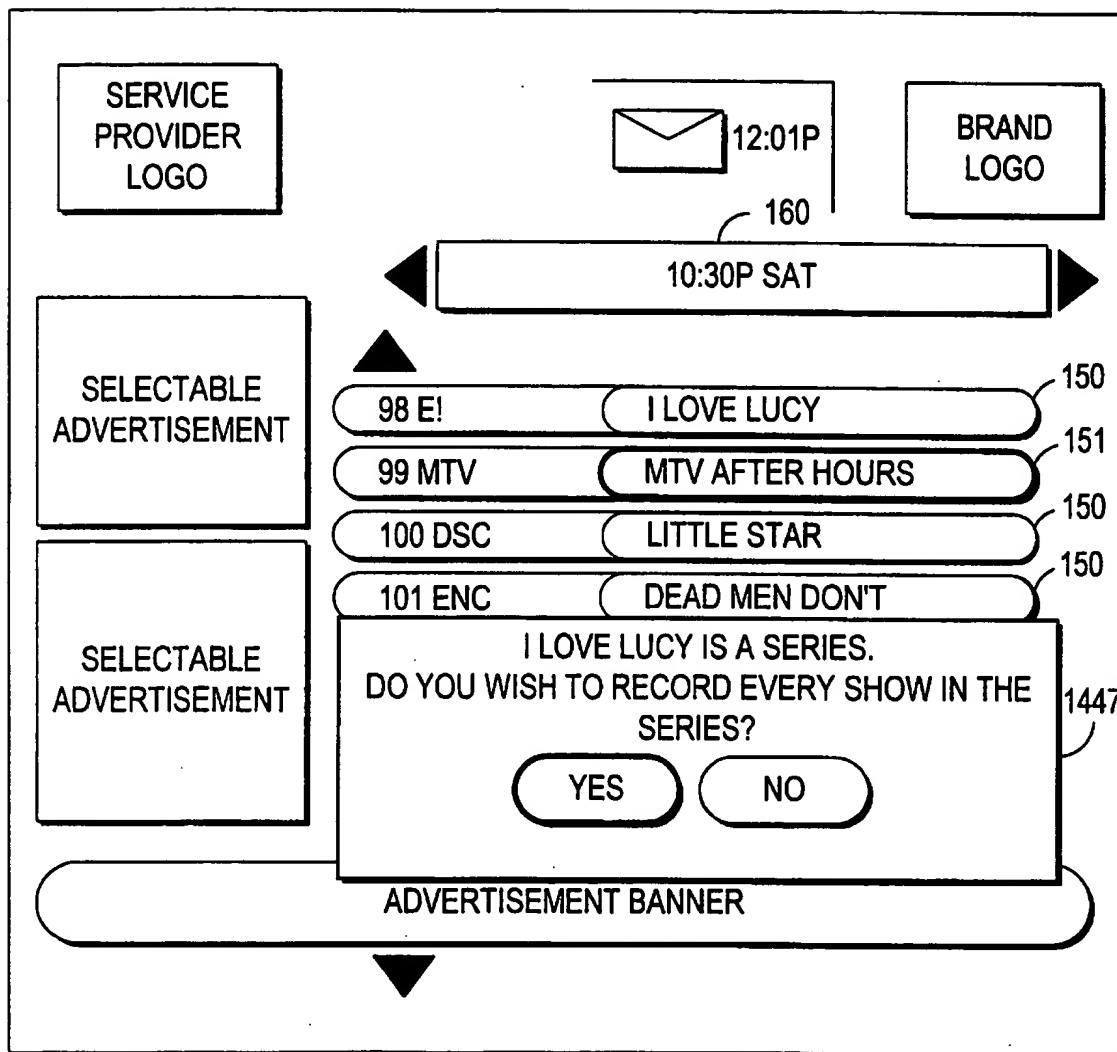 SERVICE
PROVIDER
LOGO
12:01P
BRAND
LOGO
160
10:30P SAT
SELECTABLE
ADVERTISEMENT
150
98 E! I LOVE LUCY
151
99 MTV MTV AFTER HOURS
150
100 DSC LITTLE STAR
150
101 ENC DEAD MEN DON'T
SELECTABLE
ADVERTISEMENT
I LOVE LUCY IS A SERIES.
DO YOU WISH TO RECORD EVERY SHOW IN THE
SERIES?
1447
YES NO
ADVERTISEMENT BANNER